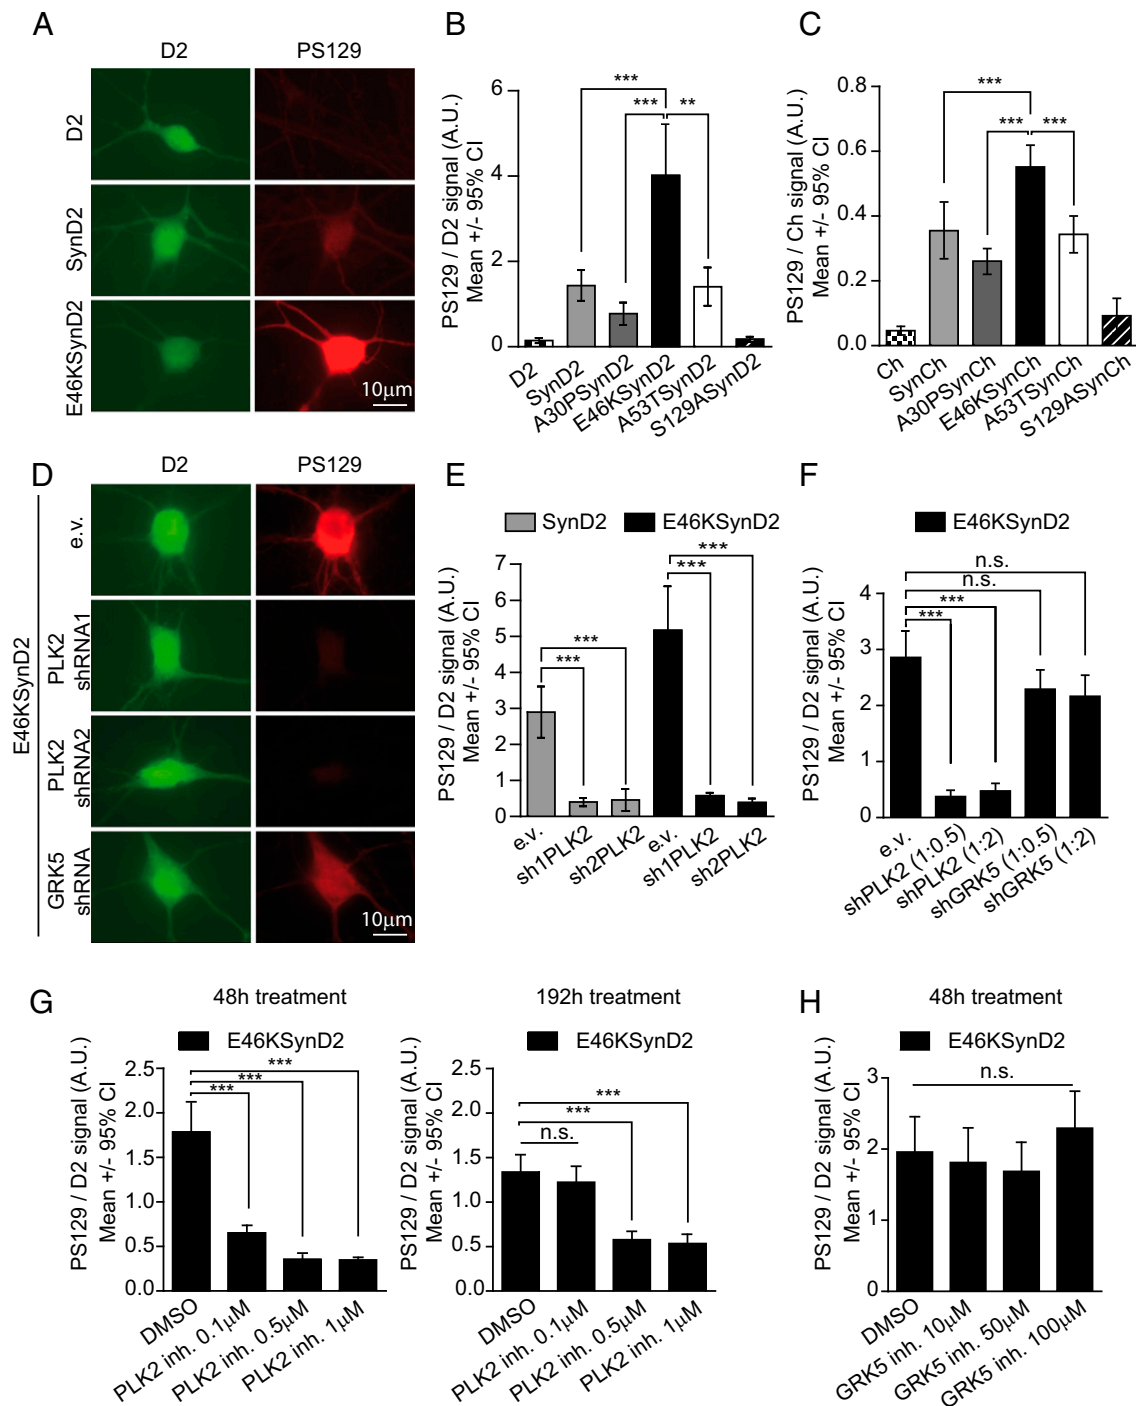 A
D2
PS129
D2
SynD2
E46KSynD2
10μm
B
PS129 / D2 signal (A.U.)
Mean +/- 95% CI
6
4
2
0
***
***
**
D2
SynD2
A30PSynD2
E46KSynD2
A53TSynD2
S129ASynD2
C
PS129 / Ch signal (A.U.)
Mean +/- 95% CI
0.8
0.6
0.4
0.2
0.0
***
***
***
Ch
SynCh
A30PSynCh
E46KSynCh
A53TSynCh
S129ASynCh
D
D2
PS129
E46KSynD2
e.v.
PLK2
shRNA1
PLK2
shRNA2
GRK5
shRNA
10μm
E
SynD2
E46KSynD2
PS129 / D2 signal (A.U.)
Mean +/- 95% CI
7
6
5
4
3
2
1
0
***
***
***
***
e.v.
sh1PLK2
sh2PLK2
e.v.
sh1PLK2
sh2PLK2
F
E46KSynD2
PS129 / D2 signal (A.U.)
Mean +/- 95% CI
4
3
2
1
0
n.s.
n.s.
***
***
e.v.
shPLK2 (1:0.5)
shPLK2 (1:2)
shGRK5 (1:0.5)
shGRK5 (1:2)
G
48h treatment
E46KSynD2
PS129 / D2 signal (A.U.)
Mean +/- 95% CI
2.5
2.0
1.5
1.0
0.5
0.0
***
***
***
DMSO
PLK2 inh. 0.1μM
PLK2 inh. 0.5μM
PLK2 inh. 1μM
192h treatment
E46KSynD2
PS129 / D2 signal (A.U.)
Mean +/- 95% CI
2.5
2.0
1.5
1.0
0.5
0.0
***
***
n.s.
DMSO
PLK2 inh. 0.1μM
PLK2 inh. 0.5μM
PLK2 inh. 1μM
H
48h treatment
E46KSynD2
PS129 / D2 signal (A.U.)
Mean +/- 95% CI
3
2
1
0
n.s.
DMSO
GRK5 inh. 10μM
GRK5 inh. 50μM
GRK5 inh. 100μM